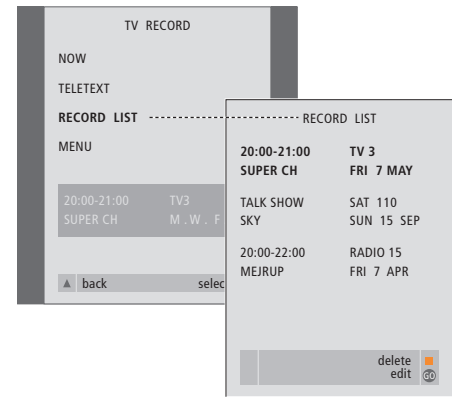 TV RECORD
NOW
TELETEXT
RECORD LIST
MENU
20:00-21:00 TV3
SUPER CH M . W . F
▲ back selec
RECORD LIST
20:00-21:00 TV 3
SUPER CH FRI 7 MAY
TALK SHOW SAT 110
SKY SUN 15 SEP
20:00-22:00 RADIO 15
MEJRUP FRI 7 APR
delete
edit GO